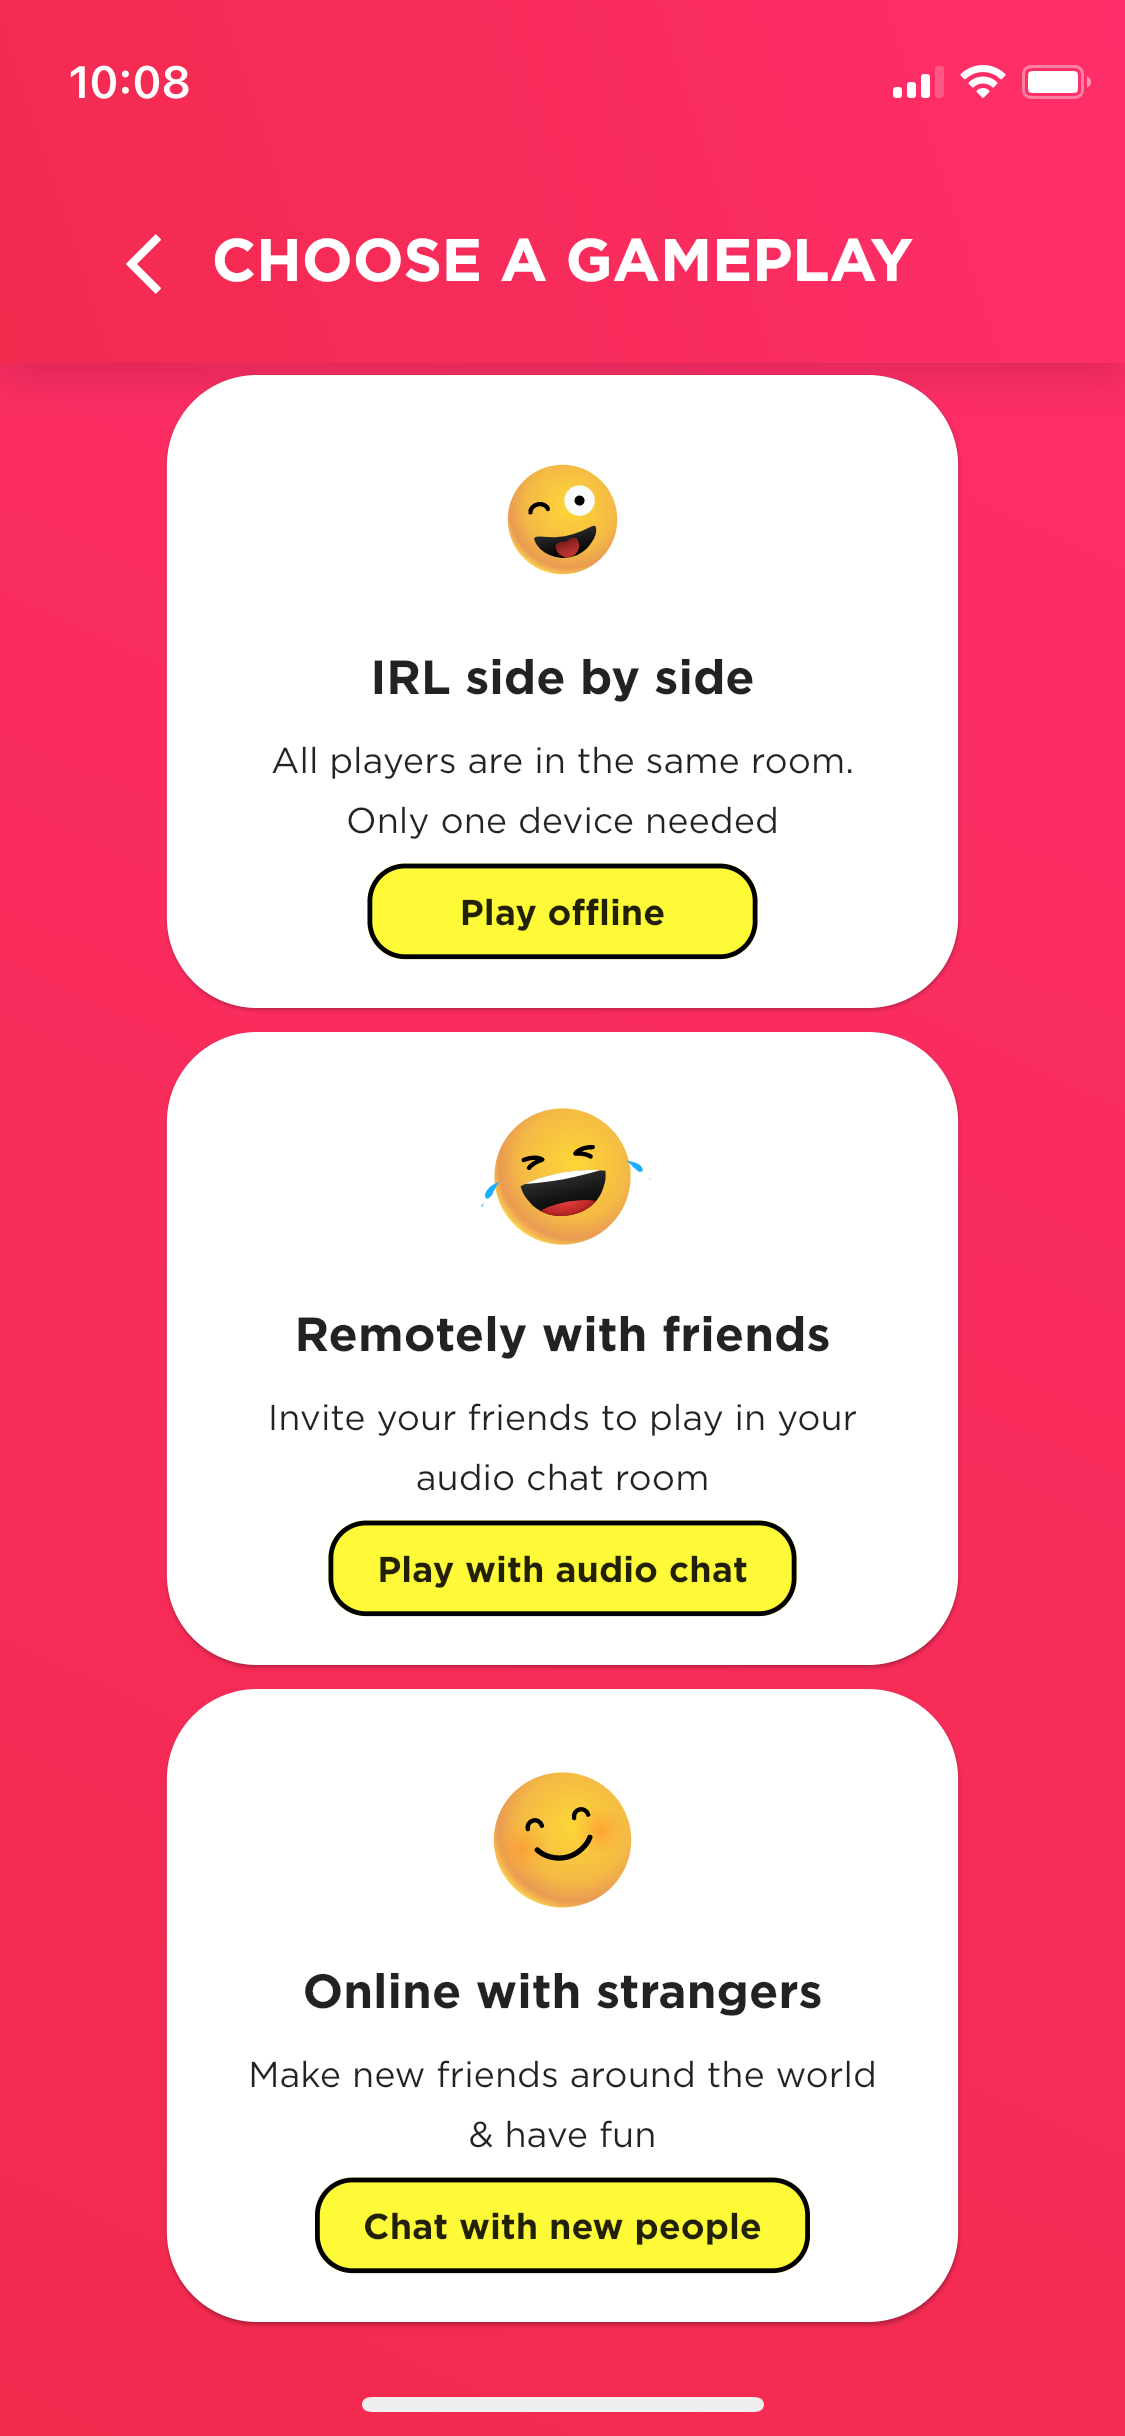 10:08
CHOOSE A GAMEPLAY
IRL side by side
All players are in the same room.
Only one device needed
Play offline
Remotely with friends
Invite your friends to play in your
audio chat room
Play with audio chat
Online with strangers
Make new friends around the world
& have fun
Chat with new people